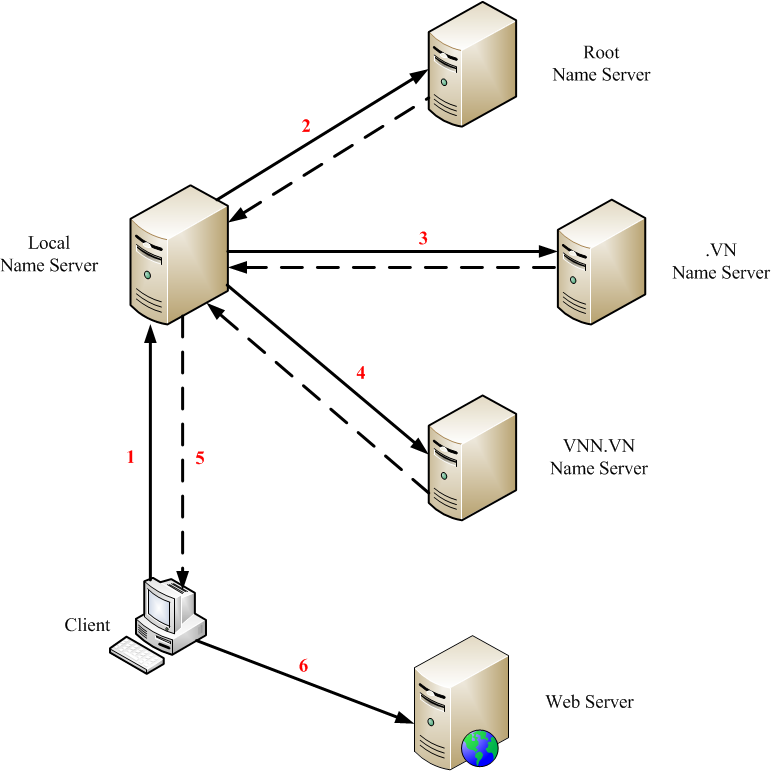 Root
Name Server
2
Local
Name Server
3
.VN
Name Server
4
VNN.VN
Name Server
1
5
Client
6
Web Server